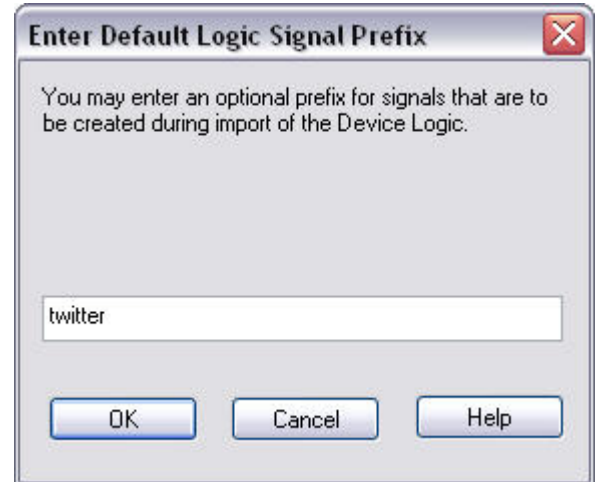 Enter Default Logic Signal Prefix
You may enter an optional prefix for signals that are to
be created during import of the Device Logic.
twitter
OK Cancel Help